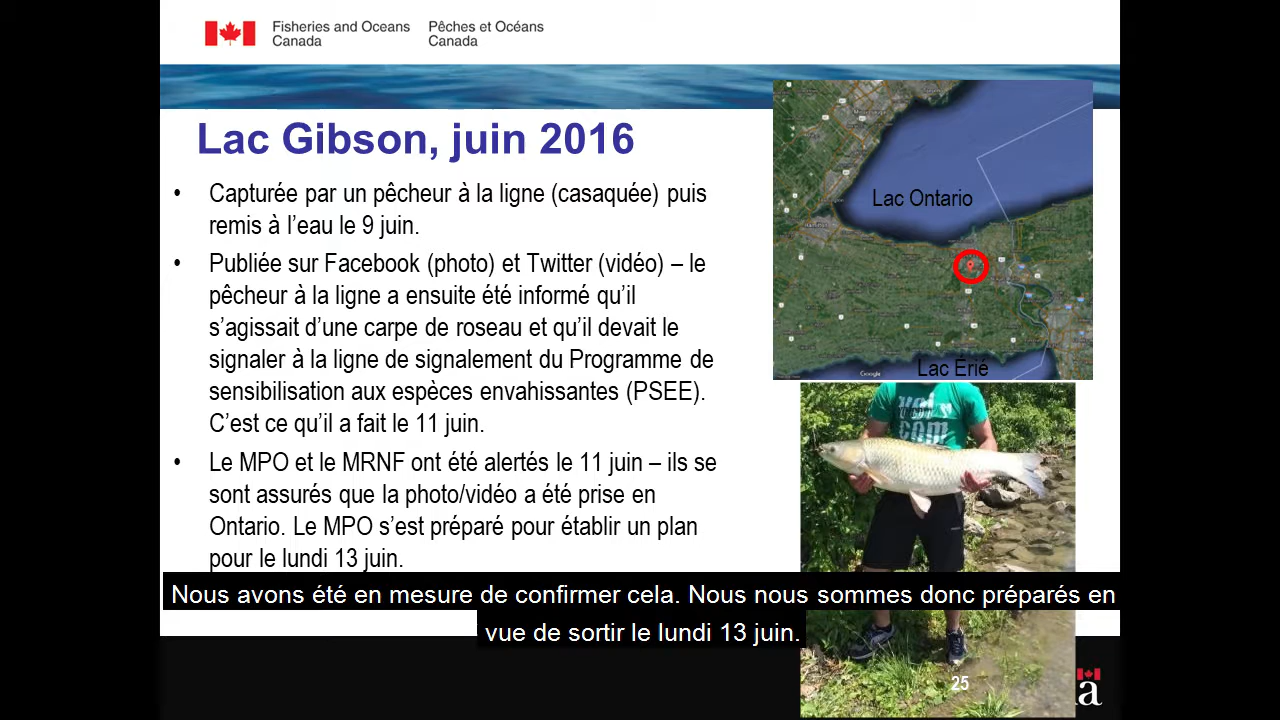 Fisheries and Oceans
Canada
Pêches et Océans
Canada
Lac Gibson, juin 2016
• Capturée par un pêcheur à la ligne (casaquée) puis
remis à l'eau le 9 juin.
• Publiée sur Facebook (photo) et Twitter (vidéo) – le
pêcheur à la ligne a ensuite été informé qu'il
s'agissait d'une carpe de roseau et qu'il devait le
signaler à la ligne de signalement du Programme de
sensibilisation aux espèces envahissantes (PSEE).
C'est ce qu'il a fait le 11 juin.
• Le MPO et le MRNF ont été alertés le 11 juin – ils se
sont assurés que la photo/vidéo a été prise en
Ontario. Le MPO s'est préparé pour établir un plan
pour le lundi 13 juin.
Lac Ontario
Hamilton
Lac Érié
Google
Nous avons été en mesure de confirmer cela. Nous nous sommes donc préparés en
vue de sortir le lundi 13 juin.
25